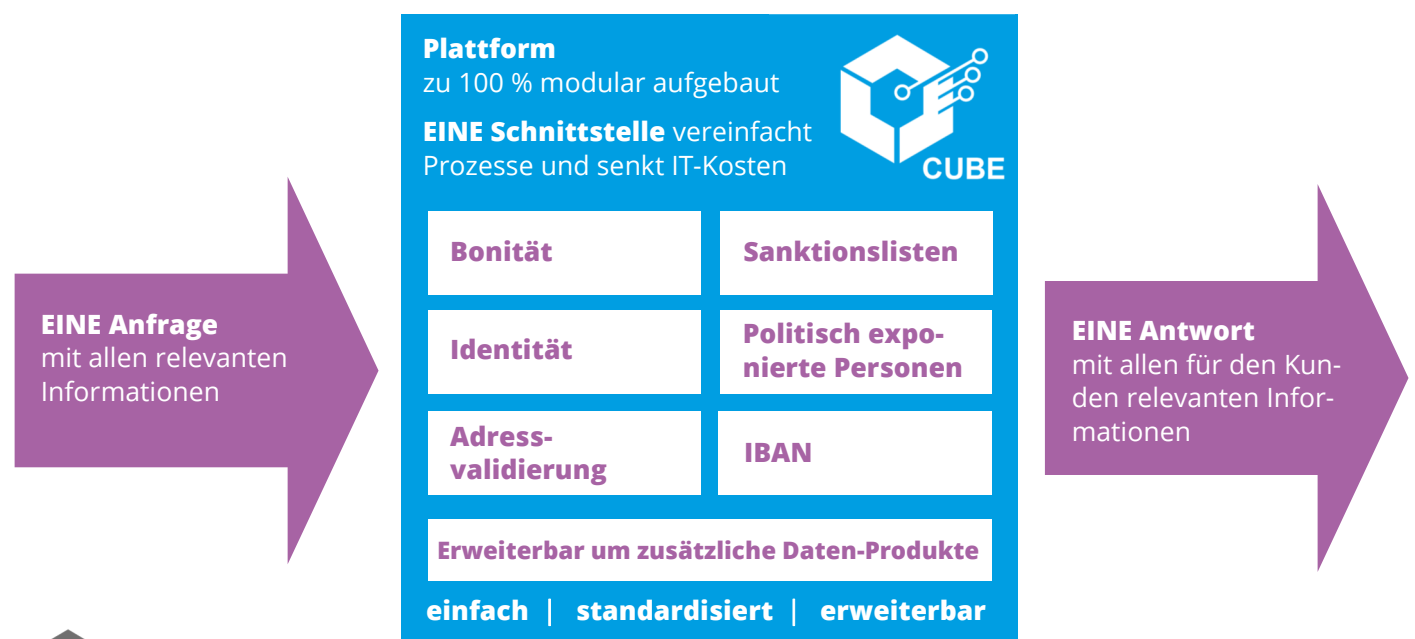 EINE Anfrage
mit allen relevanten
Informationen
Plattform
zu 100 % modular aufgebaut
EINE Schnittstelle vereinfacht
Prozesse und senkt IT-Kosten
CUBE
Bonität
Sanktionslisten
Identität
Politisch expo-
nierte Personen
Adress-
validierung
IBAN
Erweiterbar um zusätzliche Daten-Produkte
einfach | standardisiert | erweiterbar
EINE Antwort
mit allen für den Kun-
den relevanten Infor-
mationen